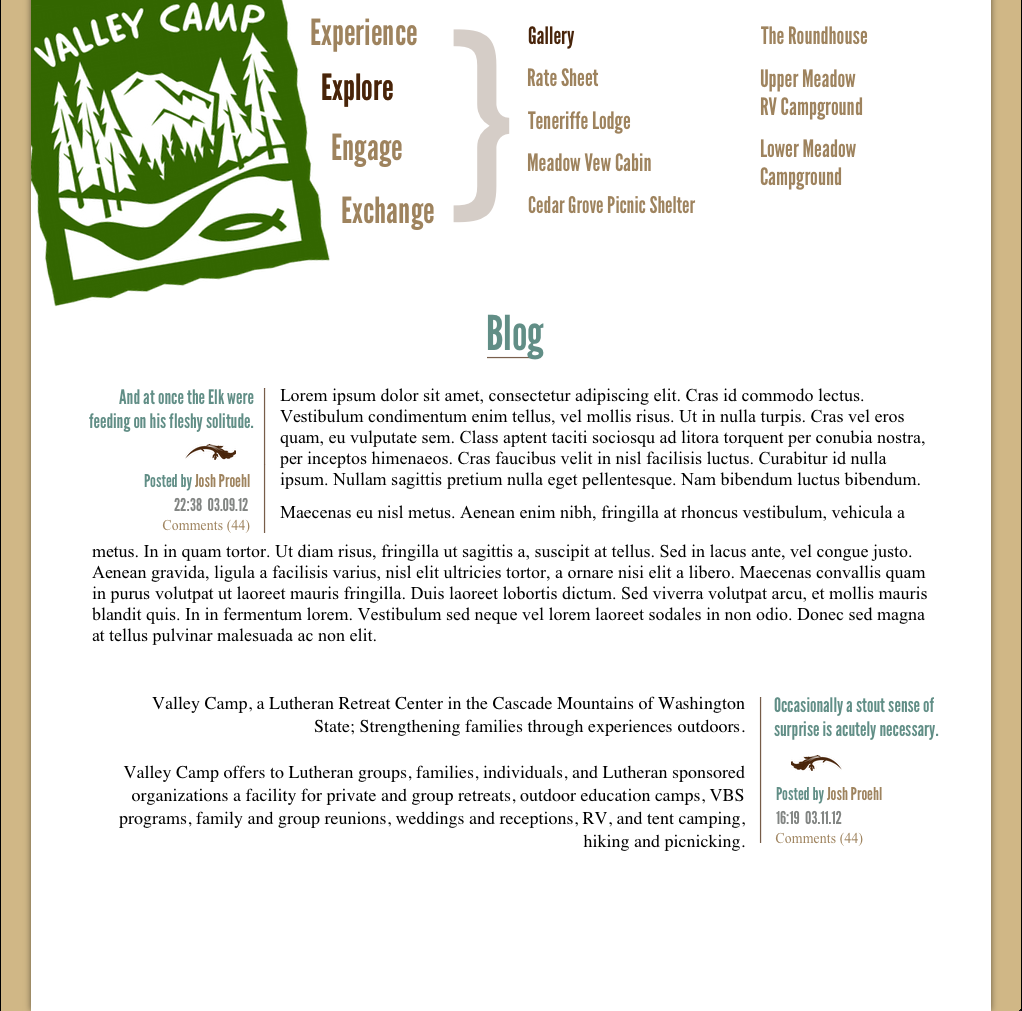 VALLEY CAMP
Experience
Explore
Engage
Exchange
}
Gallery
Rate Sheet
Teneriffe Lodge
Meadow Vew Cabin
Cedar Grove Picnic Shelter
The Roundhouse
Upper Meadow
RV Campground
Lower Meadow
Campground
Blog
And at once the Elk were
feeding on his fleshy solitude.
Posted by Josh Proehl
22:38 03.09.12
Comments (44)
Lorem ipsum dolor sit amet, consectetur adipiscing elit. Cras id commodo lectus.
Vestibulum condimentum enim tellus, vel mollis risus. Ut in nulla turpis. Cras vel eros
quam, eu vulputate sem. Class aptent taciti sociosqu ad litora torquent per conubia nostra,
per inceptos himenaeos. Cras faucibus velit in nisl facilisis luctus. Curabitur id nulla
ipsum. Nullam sagittis pretium nulla eget pellentesque. Nam bibendum luctus bibendum.
Maecenas eu nisl metus. Aenean enim nibh, fringilla at rhoncus vestibulum, vehicula a
metus. In in quam tortor. Ut diam risus, fringilla ut sagittis a, suscipit at tellus. Sed in lacus ante, vel congue justo.
Aenean gravida, ligula a facilisis varius, nisl elit ultricies tortor, a ornare nisi elit a libero. Maecenas convallis quam
in purus volutpat ut laoreet mauris fringilla. Duis laoreet lobortis dictum. Sed viverra volutpat arcu, et mollis mauris
blandit quis. In in fermentum lorem. Vestibulum sed neque vel lorem laoreet sodales in non odio. Donec sed magna
at tellus pulvinar malesuada ac non elit.
Valley Camp, a Lutheran Retreat Center in the Cascade Mountains of Washington
State; Strengthening families through experiences outdoors.
Valley Camp offers to Lutheran groups, families, individuals, and Lutheran sponsored
organizations a facility for private and group retreats, outdoor education camps, VBS
programs, family and group reunions, weddings and receptions, RV, and tent camping,
hiking and picnicking.
Occasionally a stout sense of
surprise is acutely necessary.
Posted by Josh Proehl
16:19 03.11.12
Comments (44)